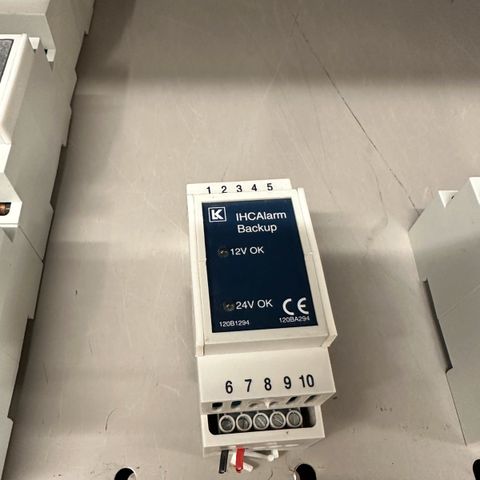 1 2 3 4 5
K IHCAlarm
Backup
12V OK
24V OK
CE
120B1294 120BA294
6 7 8 9 10